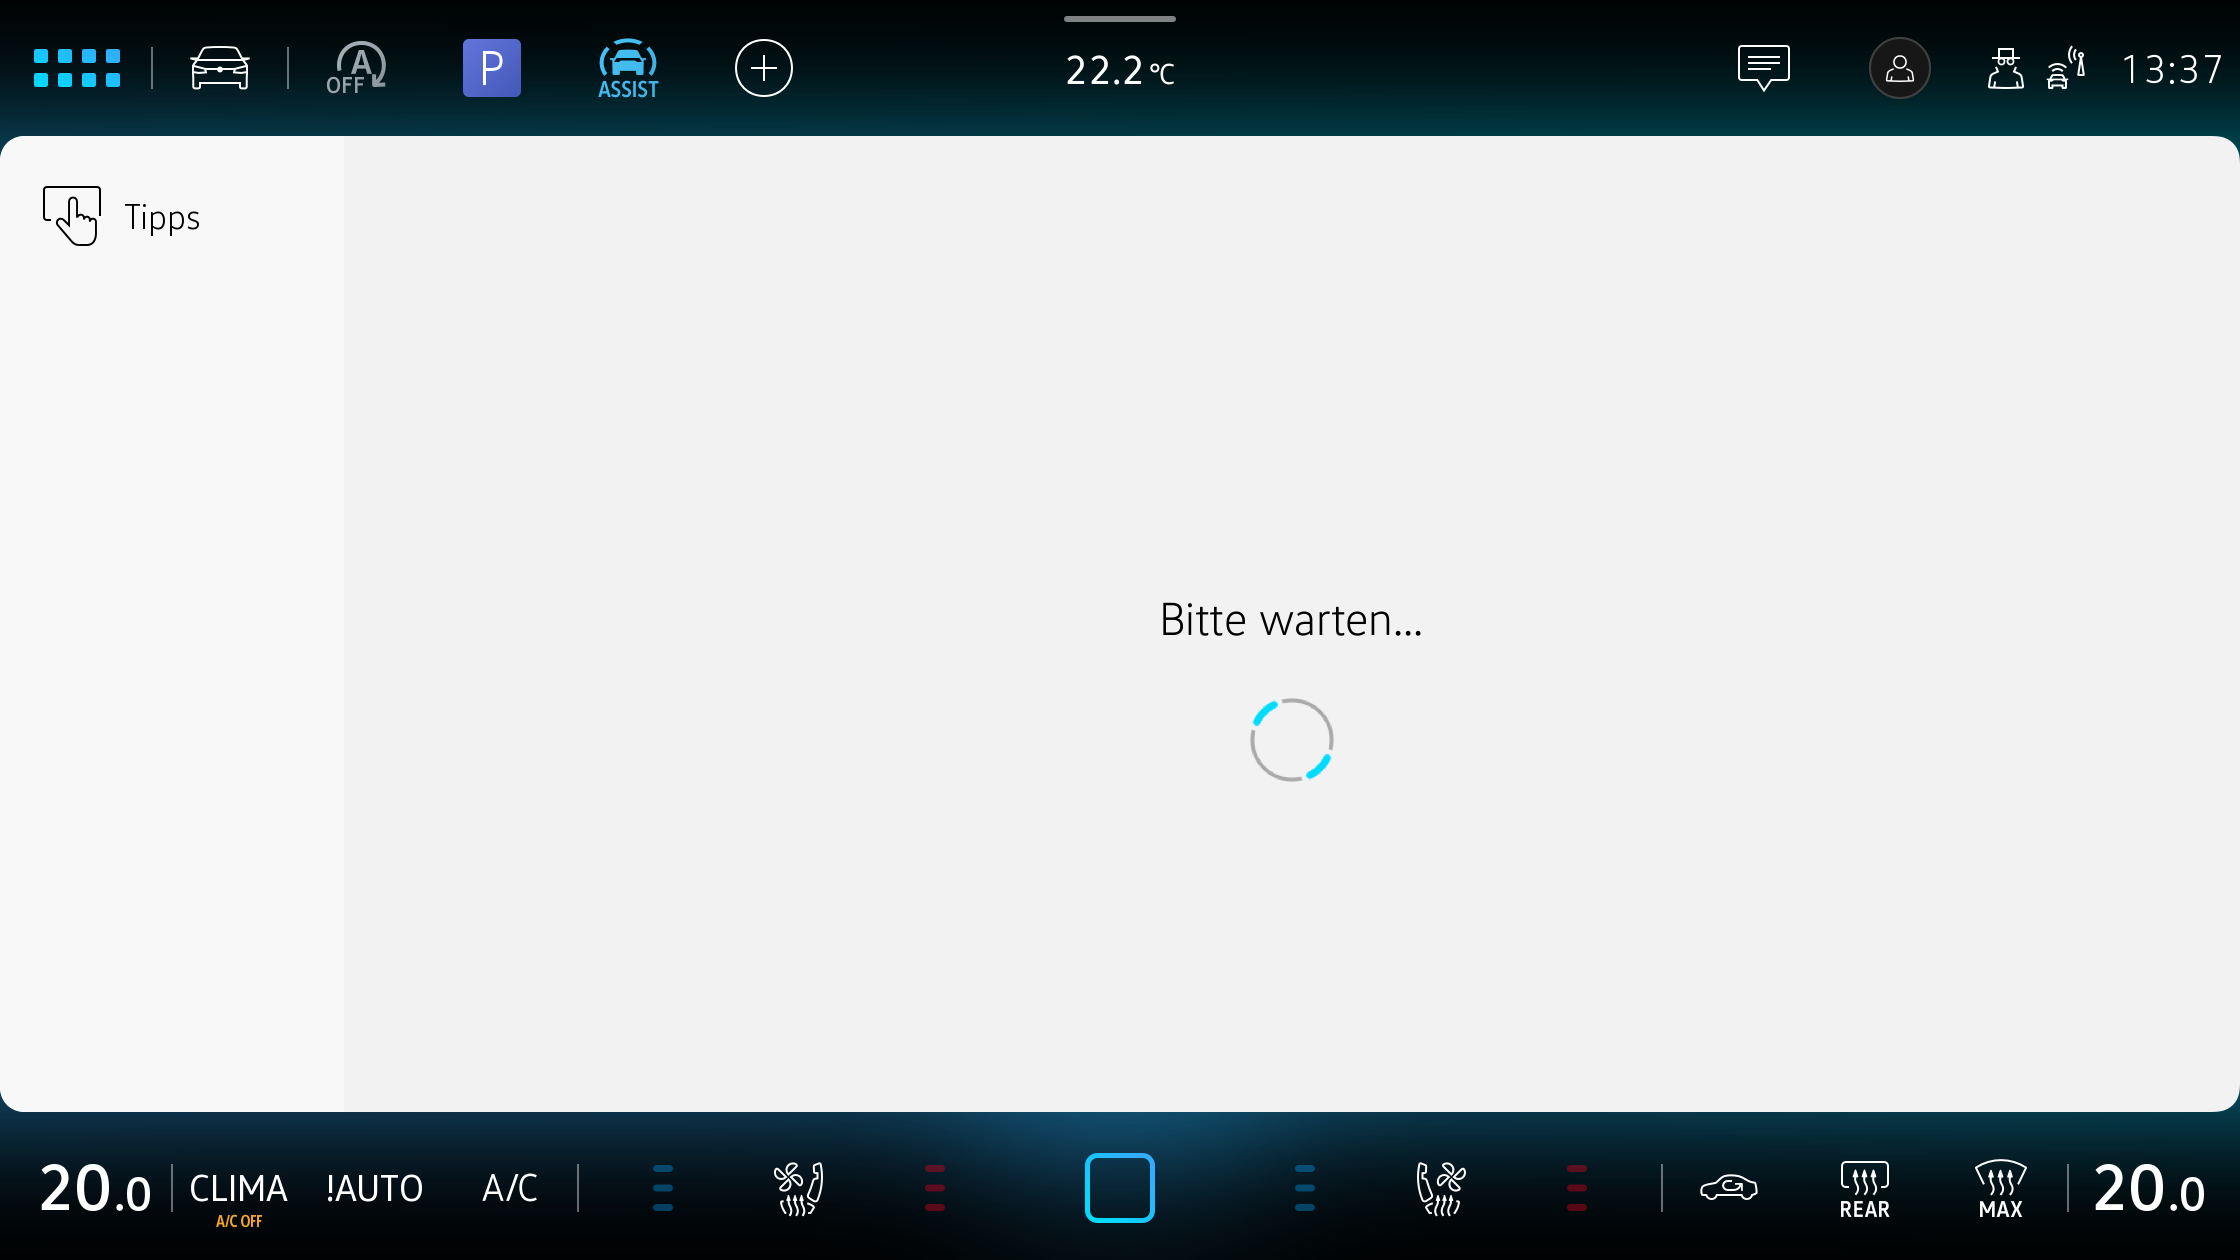 A
OFF
P
ASSIST
22.2 °C
13:37
Tipps
Bitte warten...
20.0
CLIMA
A/C OFF
!AUTO
A/C
REAR
MAX
20.0